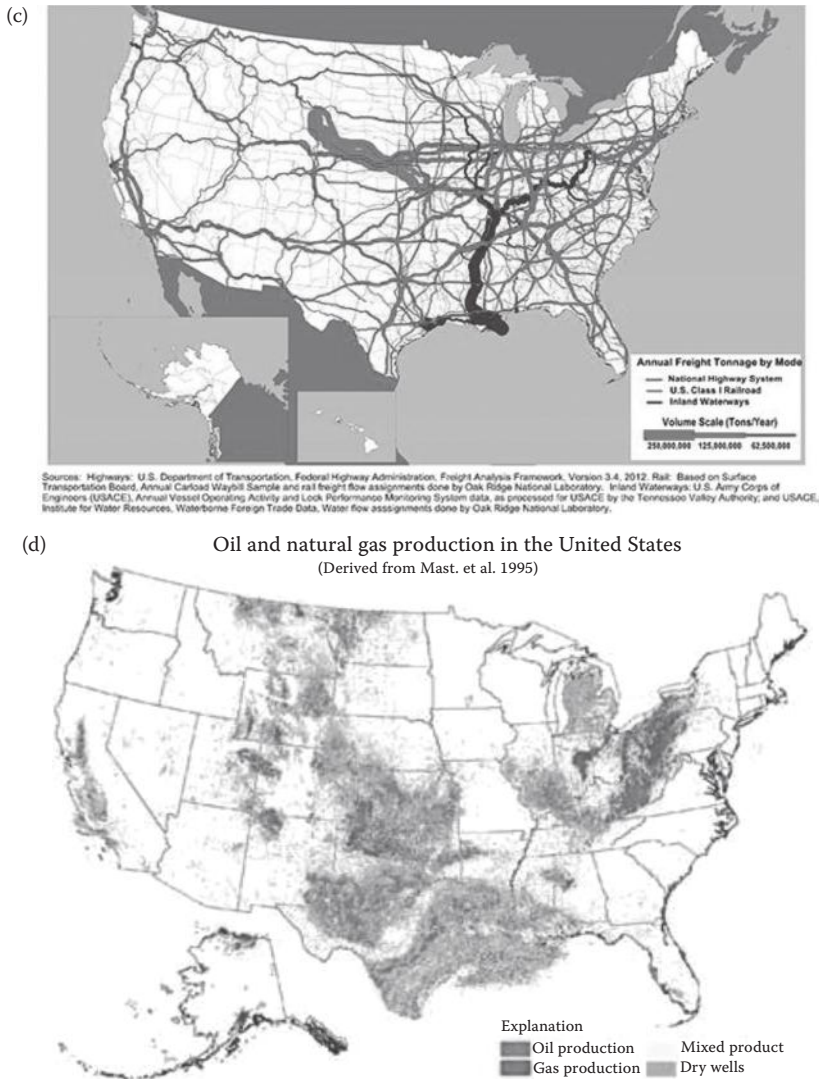 (c)
Annual Freight Tonnage by Mode
National Highway System
U.S. Class I Railroad
Inland Waterways
Volume Scale (Tons/Year)
250,000,000 125,000,000 62,500,000
Sources: Highways: U.S. Department of Transportation, Federal Highway Administration, Freight Analysis Framework, Version 3.4, 2012. Rail: Based on Surface
Transportation Board, Annual Carload Waybill Sample and rail freight flow assignments done by Oak Ridge National Laboratory. Inland Waterways: U.S. Army Corps of
Engineers (USACE), Annual Vessel Operating Activity and Lock Performance Monitoring System data, as processed for USACE by the Tennessee Valley Authority; and USACE,
Institute for Water Resources, Waterborne Foreign Trade Data, Water flow asssignments done by Oak Ridge National Laboratory.
(d)
Oil and natural gas production in the United States
(Derived from Mast. et al. 1995)
Explanation
Oil production Mixed product
Gas production Dry wells